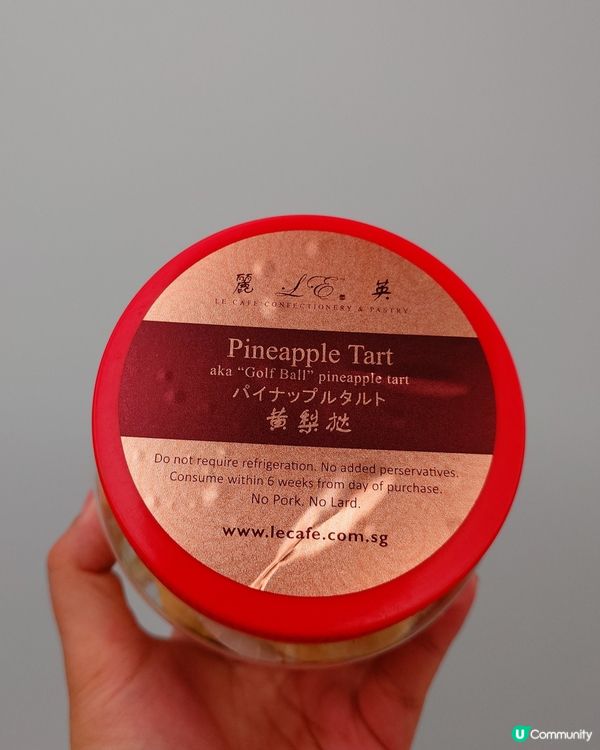 麗 LE 英
LE CAFE CONFECTIONERY & PASTRY
Pineapple Tart
aka “Golf Ball” pineapple tart
パイナップルタルト
黄梨挞
Do not require refrigeration. No added perservatives.
Consume within 6 weeks from day of purchase.
No Pork. No Lard.
www.lecafe.com.sg
U Community